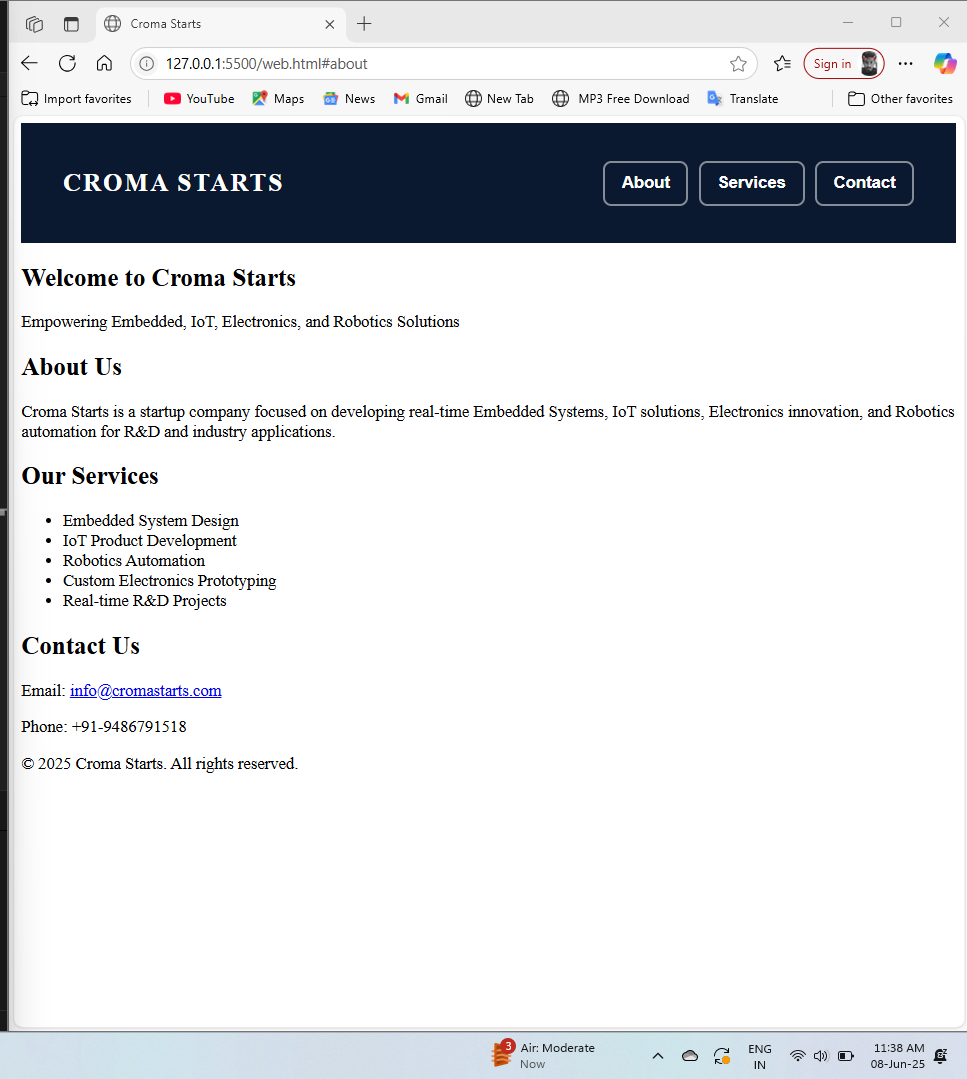 Croma Starts
127.0.0.1:5500/web.html#about
Sign in
Import favorites
YouTube
Maps
News
Gmail
New Tab
MP3 Free Download
Translate
Other favorites
CROMA STARTS
About
Services
Contact
Welcome to Croma Starts
Empowering Embedded, IoT, Electronics, and Robotics Solutions
About Us
Croma Starts is a startup company focused on developing real-time Embedded Systems, IoT solutions, Electronics innovation, and Robotics
automation for R&D and industry applications.
Our Services
• Embedded System Design
• IoT Product Development
• Robotics Automation
• Custom Electronics Prototyping
• Real-time R&D Projects
Contact Us
Email: info@cromastarts.com
Phone: +91-9486791518
© 2025 Croma Starts. All rights reserved.
3
Air: Moderate
Now
ENG
IN
11:38 AM
08-Jun-25